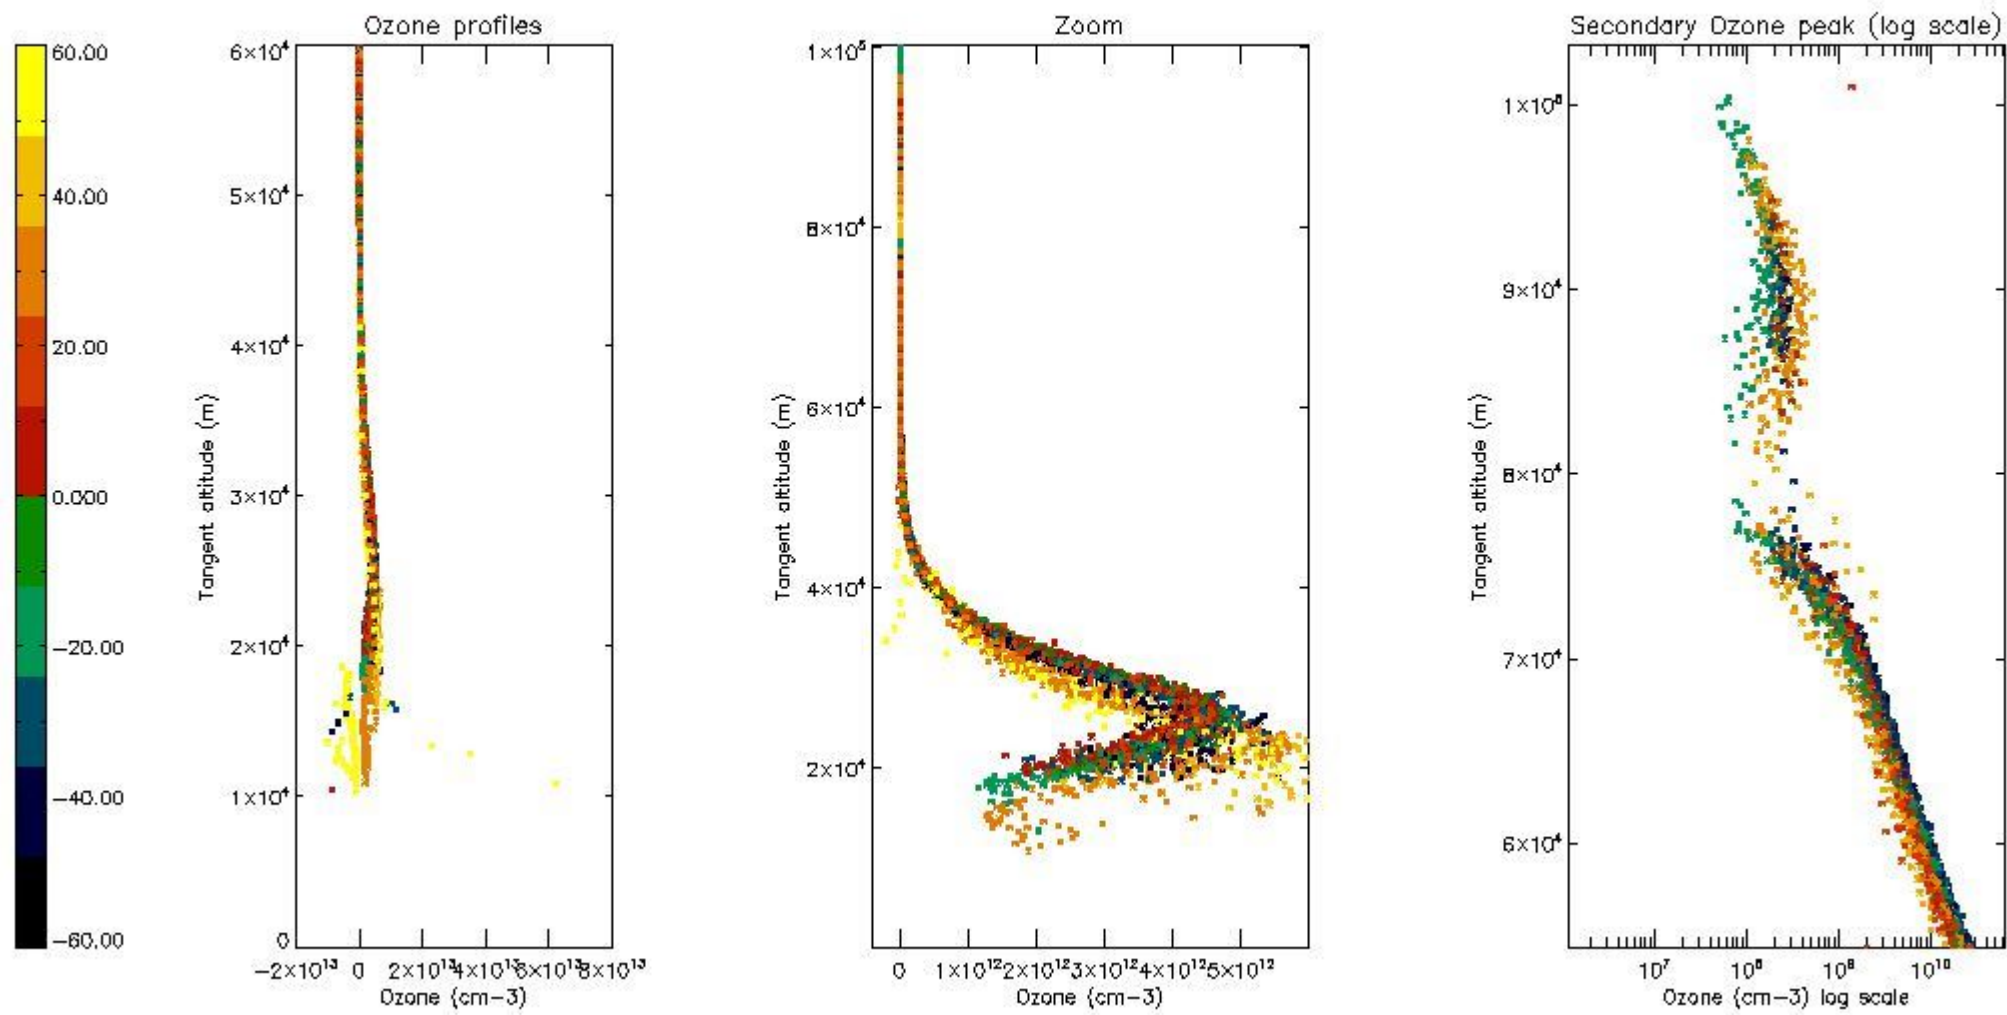 Ozone profiles
Zoom
Secondary Ozone peak (log scale)
60.00
40.00
20.00
0.000
−20.00
−40.00
−60.00
6×10⁴
5×10⁴
4×10⁴
3×10⁴
2×10⁴
1×10⁴
0
Tangent altitude (m)
−2×10¹³ 0 2×10¹³ 4×10¹³ 6×10¹³ 8×10¹³
Ozone (cm−3)
1×10⁵
8×10⁴
6×10⁴
4×10⁴
2×10⁴
Tangent altitude (m)
0 1×10¹² 2×10¹² 3×10¹² 4×10¹² 5×10¹²
Ozone (cm−3)
1×10⁵
9×10⁴
8×10⁴
7×10⁴
6×10⁴
Tangent altitude (m)
10⁷ 10⁸ 10⁹ 10¹⁰
Ozone (cm−3) log scale